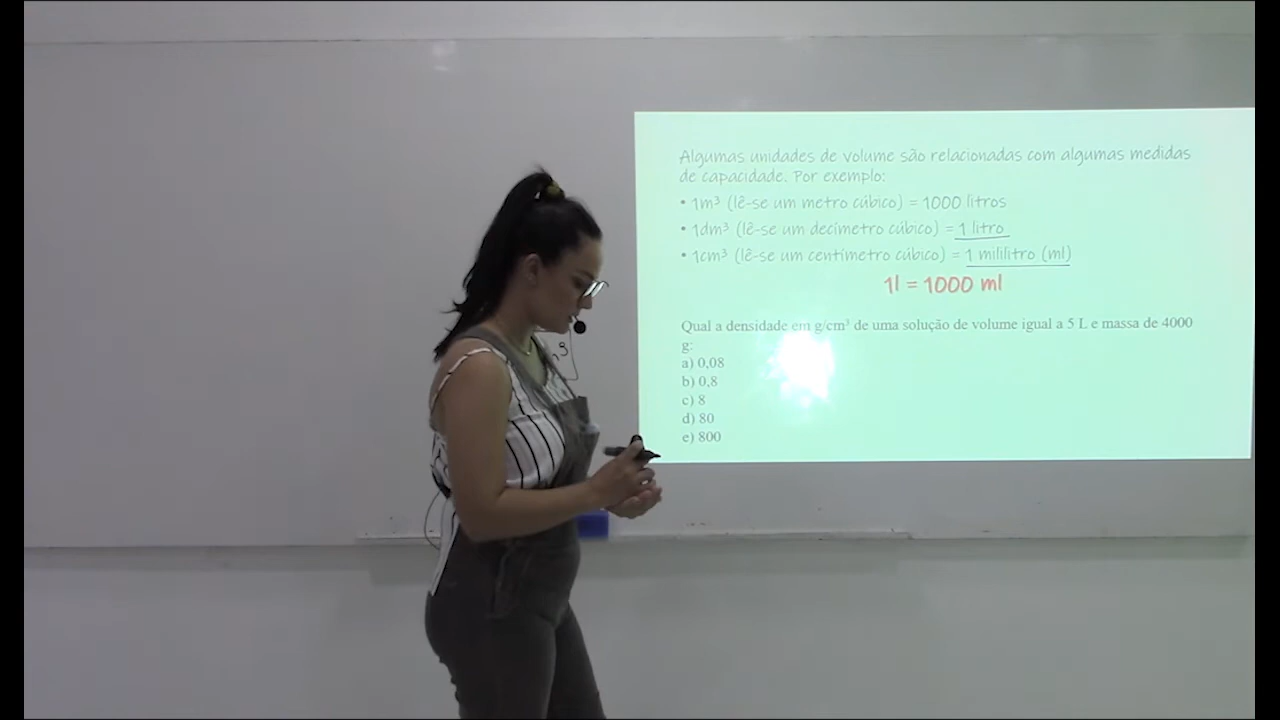 Algumas unidades de volume são relacionadas com algumas medidas
de capacidade. Por exemplo:
• 1m³ (lê-se um metro cúbico) = 1000 litros
• 1dm³ (lê-se um decímetro cúbico) = 1 litro
• 1cm³ (lê-se um centímetro cúbico) = 1 mililitro (ml)
1l = 1000 ml
Qual a densidade em g/cm³ de uma solução de volume igual a 5 L e massa de 4000
g:
a) 0,08
b) 0,8
c) 8
d) 80
e) 800